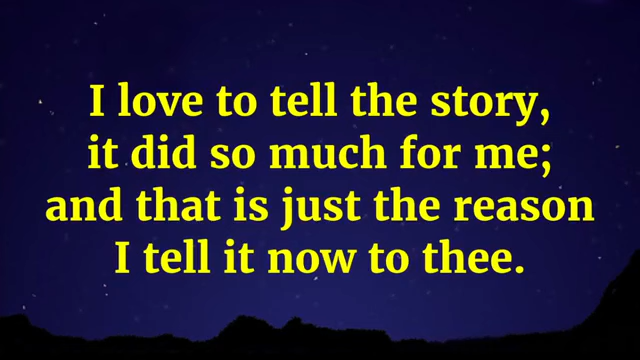 I love to tell the story,
it did so much for me;
and that is just the reason
I tell it now to thee.